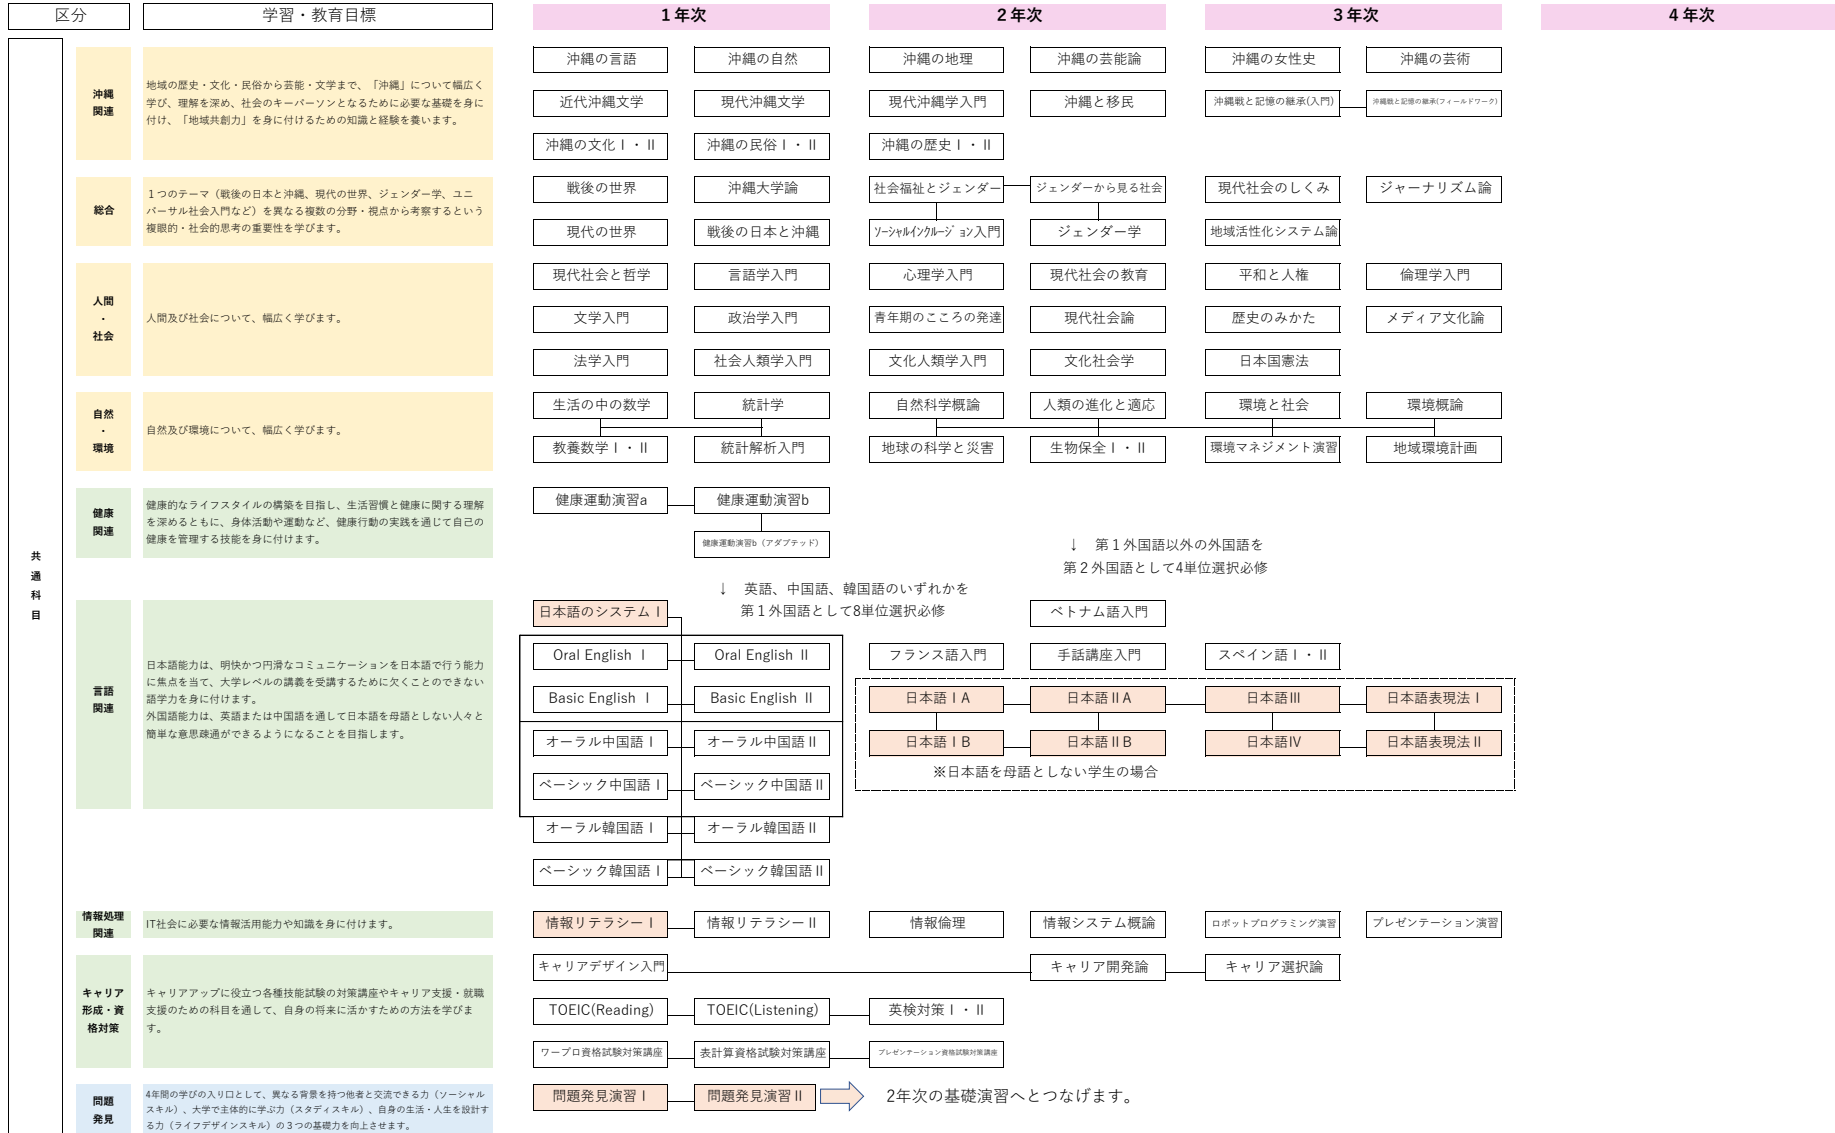 区分 学習・教育目標 1年次 2年次 3年次 4年次
共
通
科
目
沖縄
関連
地域の歴史・文化・民俗から芸能・文学まで、「沖縄」について幅広く
学び、理解を深め、社会のキーパーソンとなるために必要な基礎を身に
付け、「地域共創力」を身に付けるための知識と経験を養います。
沖縄の言語 沖縄の自然 沖縄の地理 沖縄の芸能論 沖縄の女性史 沖縄の芸術
近代沖縄文学 現代沖縄文学 現代沖縄学入門 沖縄と移民 沖縄戦と記憶の継承(入門) 沖縄戦と記憶の継承(フィールドワーク)
沖縄の文化Ⅰ・Ⅱ 沖縄の民俗Ⅰ・Ⅱ 沖縄の歴史Ⅰ・Ⅱ
総合
1つのテーマ（戦後の日本と沖縄、現代の世界、ジェンダー学、ユニ
バーサル社会入門など）を異なる複数の分野・視点から考察するという
複眼的・社会的思考の重要性を学びます。
戦後の世界 沖縄大学論 社会福祉とジェンダー ジェンダーから見る社会 現代社会のしくみ ジャーナリズム論
現代の世界 戦後の日本と沖縄 ｿｰｼｬﾙｲﾝｸﾙｰｼﾞｮﾝ入門 ジェンダー学 地域活性化システム論
人間
・
社会
人間及び社会について、幅広く学びます。
現代社会と哲学 言語学入門 心理学入門 現代社会の教育 平和と人権 倫理学入門
文学入門 政治学入門 青年期のこころの発達 現代社会論 歴史のみかた メディア文化論
法学入門 社会人類学入門 文化人類学入門 文化社会学 日本国憲法
自然
・
環境
自然及び環境について、幅広く学びます。
生活の中の数学 統計学 自然科学概論 人類の進化と適応 環境と社会 環境概論
教養数学Ⅰ・Ⅱ 統計解析入門 地球の科学と災害 生物保全Ⅰ・Ⅱ 環境マネジメント演習 地域環境計画
健康
関連
健康的なライフスタイルの構築を目指し、生活習慣と健康に関する理解
を深めるともに、身体活動や運動など、健康行動の実践を通じて自己の
健康を管理する技能を身に付けます。
健康運動演習a 健康運動演習b
健康運動演習b（アダプテッド）
↓ 第1外国語以外の外国語を
第2外国語として4単位選択必修
↓ 英語、中国語、韓国語のいずれかを
第1外国語として8単位選択必修
言語
関連
日本語能力は、明快かつ円滑なコミュニケーションを日本語で行う能力
に焦点を当て、大学レベルの講義を受講するために欠くことのできない
語学力を身に付けます。
外国語能力は、英語または中国語を通して日本語を母語としない人々と
簡単な意思疎通ができるようになることを目指します。
日本語のシステムⅠ ベトナム語入門
Oral English Ⅰ Oral English Ⅱ フランス語入門 手話講座入門 スペイン語Ⅰ・Ⅱ
Basic English Ⅰ Basic English Ⅱ 日本語ⅠA 日本語ⅡA 日本語Ⅲ 日本語表現法Ⅰ
オーラル中国語Ⅰ オーラル中国語Ⅱ 日本語ⅠB 日本語ⅡB 日本語Ⅳ 日本語表現法Ⅱ
※日本語を母語としない学生の場合
ベーシック中国語Ⅰ ベーシック中国語Ⅱ
オーラル韓国語Ⅰ オーラル韓国語Ⅱ
ベーシック韓国語Ⅰ ベーシック韓国語Ⅱ
情報処理
関連
IT社会に必要な情報活用能力や知識を身に付けます。
情報リテラシーⅠ 情報リテラシーⅡ 情報倫理 情報システム概論 ロボットプログラミング演習 プレゼンテーション演習
キャリア
形成・資
格対策
キャリアアップに役立つ各種技能試験の対策講座やキャリア支援・就職
支援のための科目を通して、自身の将来に活かすための方法を学びま
す。
キャリアデザイン入門 キャリア開発論 キャリア選択論
TOEIC(Reading) TOEIC(Listening) 英検対策Ⅰ・Ⅱ
ワープロ資格試験対策講座 表計算資格試験対策講座 プレゼンテーション資格試験対策講座
問題
発見
4年間の学びの入り口として、異なる背景を持つ他者と交流できる力（ソーシャル
スキル）、大学で主体的に学ぶ力（スタディスキル）、自身の生活・人生を設計す
る力（ライフデザインスキル）の３つの基礎力を向上させます。
問題発見演習Ⅰ 問題発見演習Ⅱ 2年次の基礎演習へとつなげます。